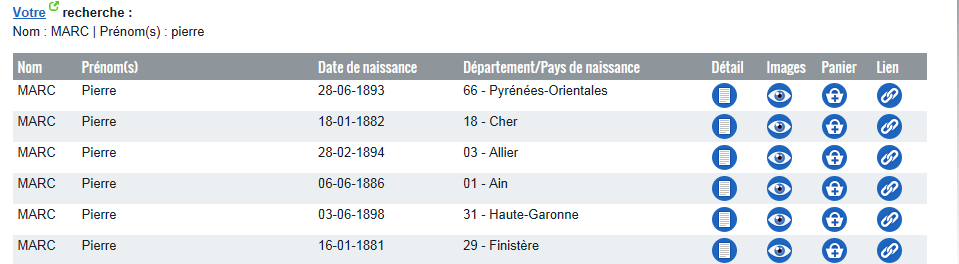 Votre recherche :
Nom : MARC | Prénom(s) : pierre
Nom Prénom(s) Date de naissance Département/Pays de naissance Détail Images Panier Lien
MARC Pierre 28-06-1893 66 - Pyrénées-Orientales
MARC Pierre 18-01-1882 18 - Cher
MARC Pierre 28-02-1894 03 - Allier
MARC Pierre 06-06-1886 01 - Ain
MARC Pierre 03-06-1898 31 - Haute-Garonne
MARC Pierre 16-01-1881 29 - Finistère